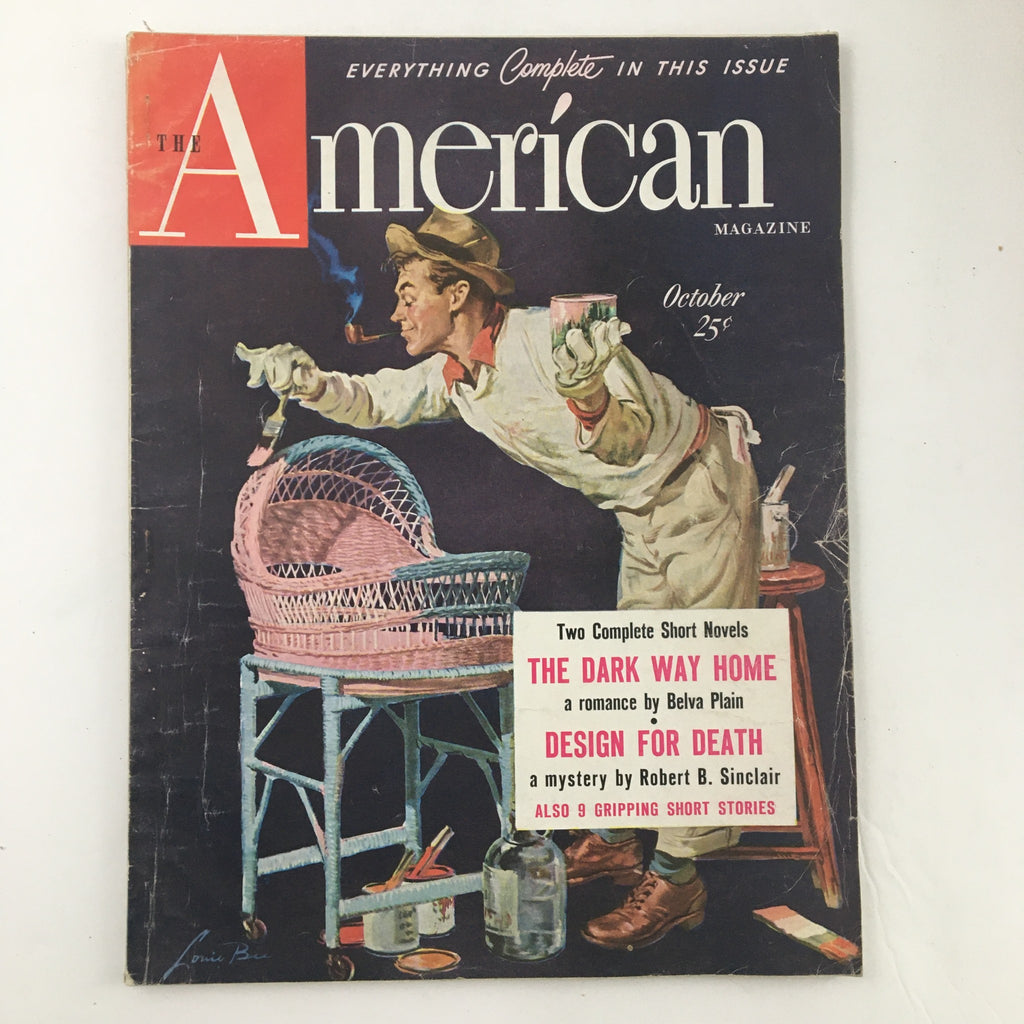 EVERYTHING Complete IN THIS ISSUE
THE American
MAGAZINE
October
25¢
Two Complete Short Novels
THE DARK WAY HOME
a romance by Belva Plain
•
DESIGN FOR DEATH
a mystery by Robert B. Sinclair
ALSO 9 GRIPPING SHORT STORIES